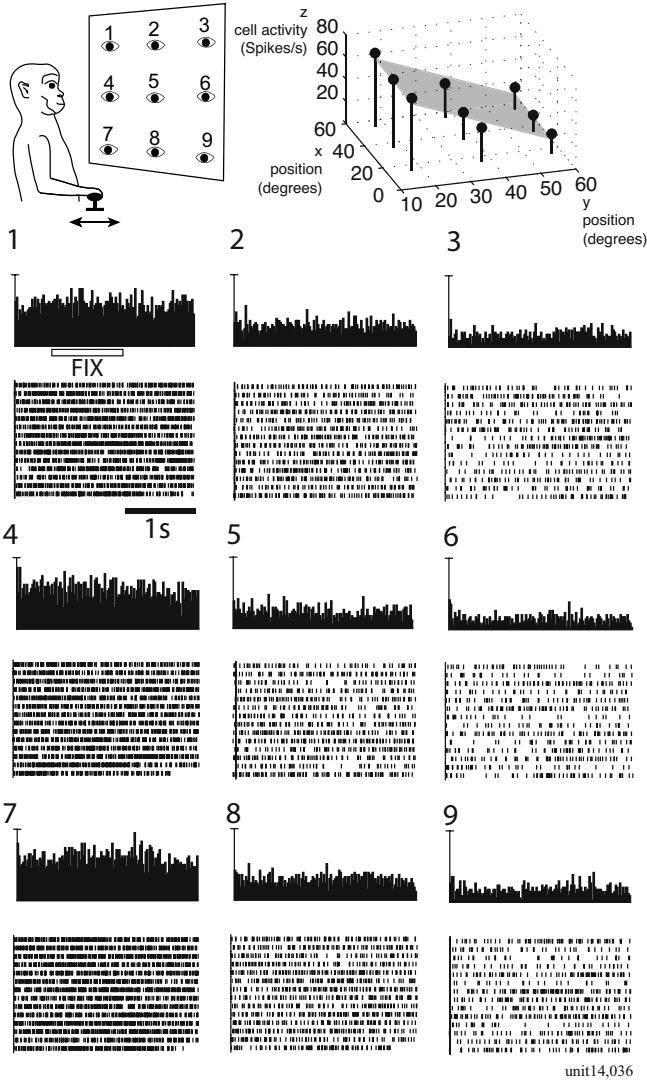 1 2 3
4 5 6
7 8 9
z
cell activity
(Spikes/s)
80
60
40
20
60
40
20
0
x
position
(degrees)
10 20 30 40 50 60
y
position
(degrees)
1 2 3
FIX
1s
4 5 6
7 8 9
unit14,036